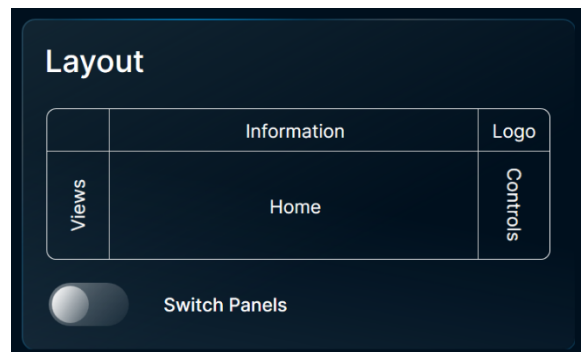 Layout
Information
Logo
Views
Home
Controls
Switch Panels